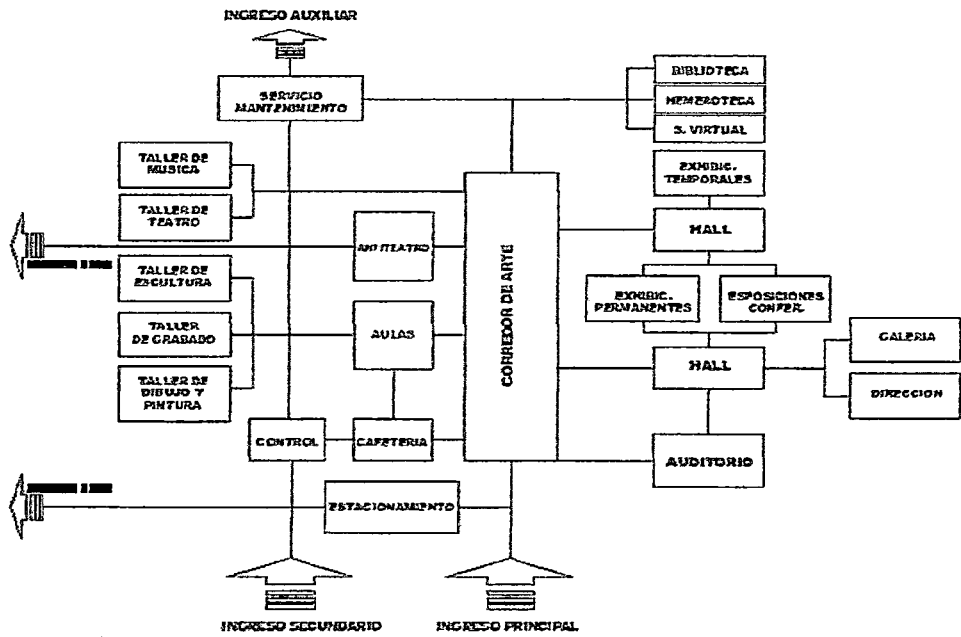 INGRESO AUXILIAR
SERVICIO
MANTENIMIENTO
BIBLIOTECA
HEMEROTECA
S. VIRTUAL
TALLER DE
MUSICA
TALLER DE
TEATRO
EXHIBIC.
TEMPORALES
HALL
ANFITEATRO
TALLER DE
ESCULTURA
EXHIBIC.
PERMANENTES
ESPOSICIONES
CONFER.
TALLER
DE GRABADO
AULAS
CORREDOR DE ARTE
HALL
GALERIA
TALLER DE
DIBUJO Y
PINTURA
DIRECCION
CONTROL
CAFETERIA
AUDITORIO
ESTACIONAMIENTO
INGRESO SECUNDARIO
INGRESO PRINCIPAL